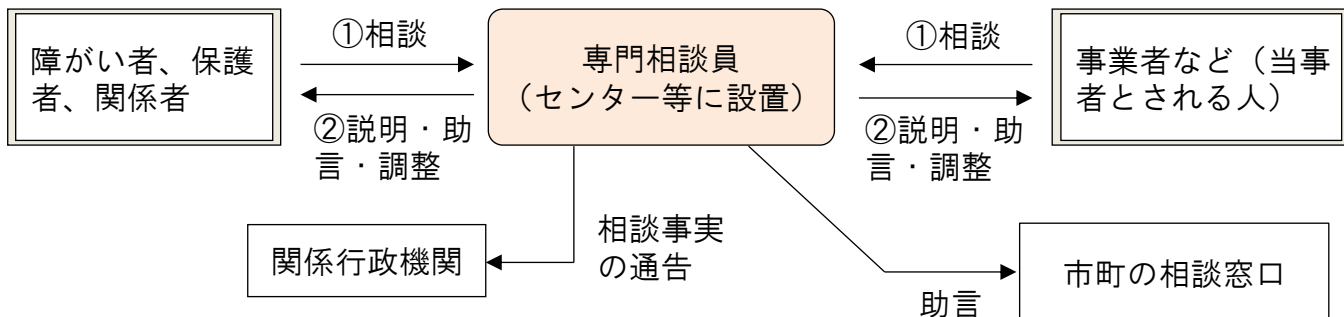 障がい者、保護
者、関係者
①相談
②説明・助
言・調整
専門相談員
（センター等に設置）
①相談
②説明・助
言・調整
事業者など（当事
者とされる人）
関係行政機関
相談事実
の通告
助言
市町の相談窓口